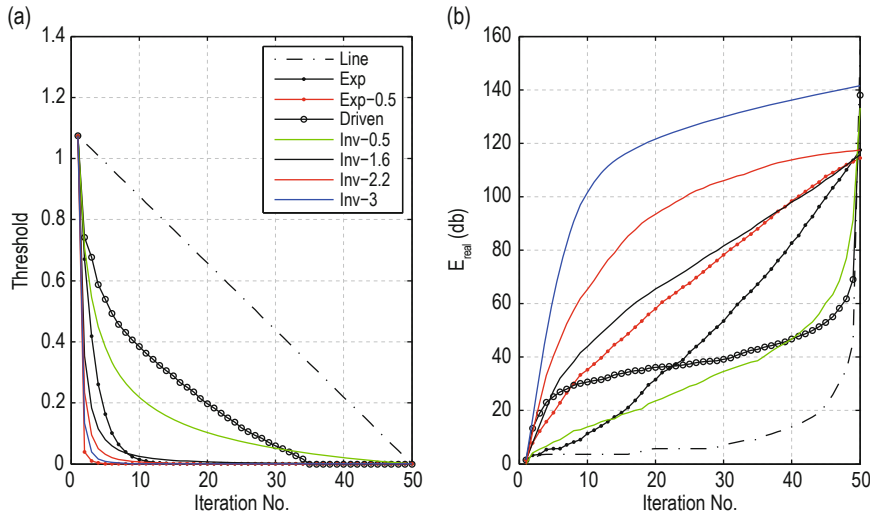 (a)
1.4
1.2
1
0.8
0.6
0.4
0.2
0
Threshold
0 10 20 30 40 50
Iteration No.
Line
Exp
Exp−0.5
Driven
Inv−0.5
Inv−1.6
Inv−2.2
Inv−3
(b)
160
140
120
100
80
60
40
20
0
E_real (db)
0 10 20 30 40 50
Iteration No.